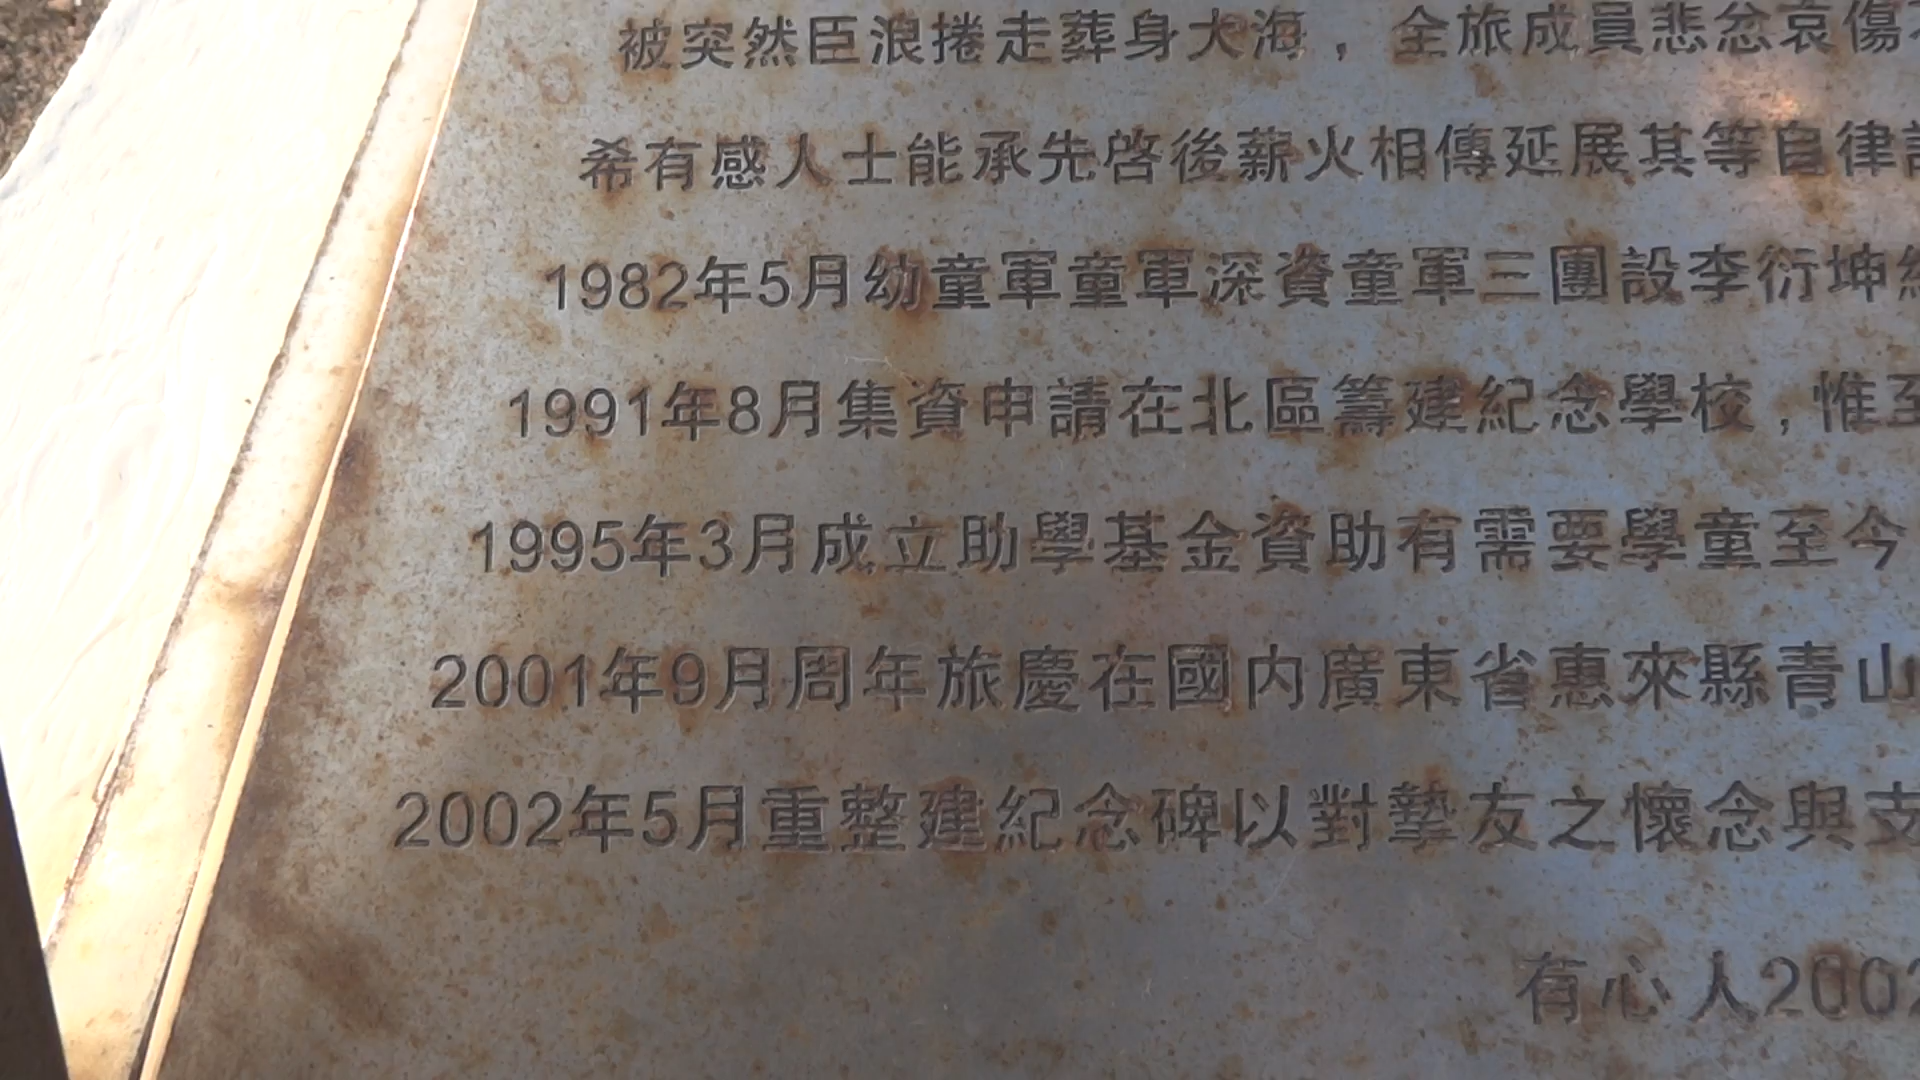 被突然臣浪捲走葬身大海，全旅成員悲忿哀傷
希有感人士能承先啓後薪火相傳延展其等自律
1982年5月幼童軍童軍深資童軍三團設李衍坤
1991年8月集資申請在北區籌建紀念學校，惟至
1995年3月成立助學基金資助有需要學童至今
2001年9月周年旅慶在國内廣東省惠來縣青山
2002年5月重整建紀念碑以對摯友之懷念與支
有心人2002